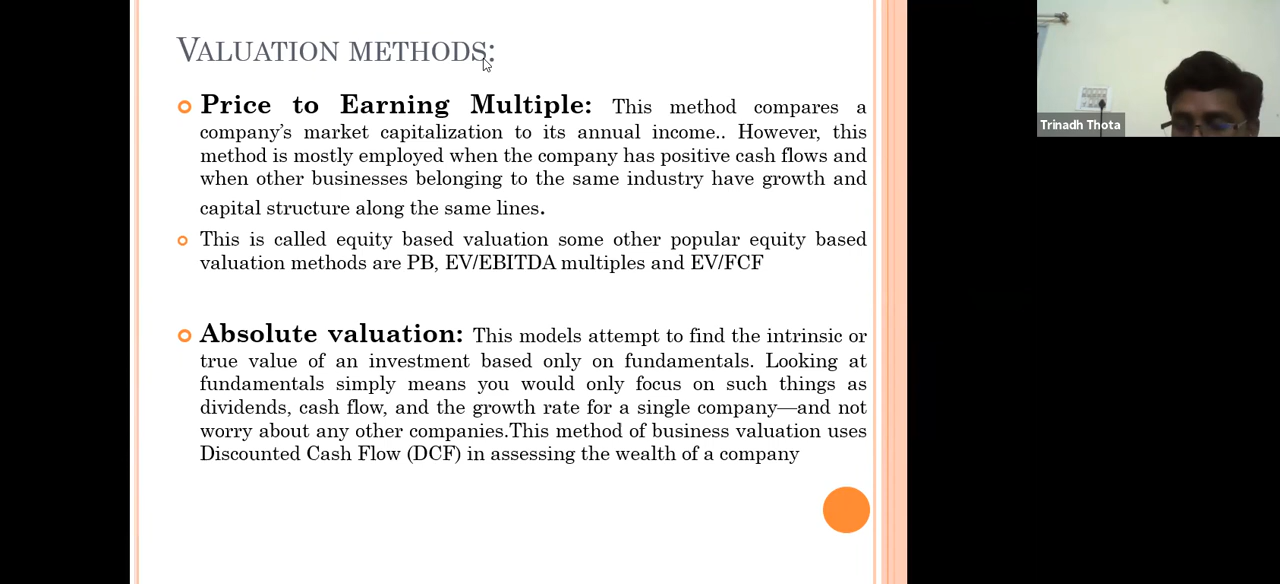 VALUATION METHODS:
Price to Earning Multiple: This method compares a
company's market capitalization to its annual income.. However, this
method is mostly employed when the company has positive cash flows and
when other businesses belonging to the same industry have growth and
capital structure along the same lines.
This is called equity based valuation some other popular equity based
valuation methods are PB, EV/EBITDA multiples and EV/FCF
Absolute valuation: This models attempt to find the intrinsic or
true value of an investment based only on fundamentals. Looking at
fundamentals simply means you would only focus on such things as
dividends, cash flow, and the growth rate for a single company—and not
worry about any other companies.This method of business valuation uses
Discounted Cash Flow (DCF) in assessing the wealth of a company
Trinadh Thota